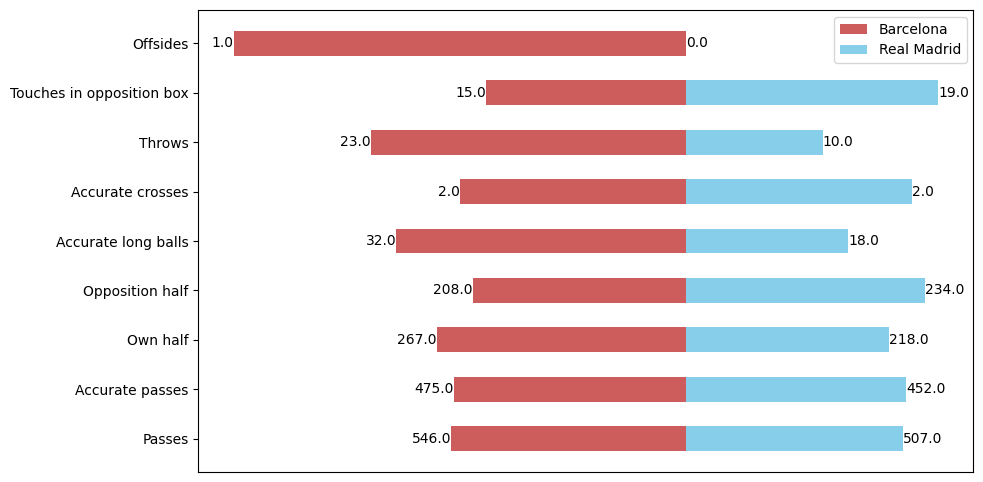 Barcelona
Real Madrid
Offsides 1.0 0.0
Touches in opposition box 15.0 19.0
Throws 23.0 10.0
Accurate crosses 2.0 2.0
Accurate long balls 32.0 18.0
Opposition half 208.0 234.0
Own half 267.0 218.0
Accurate passes 475.0 452.0
Passes 546.0 507.0